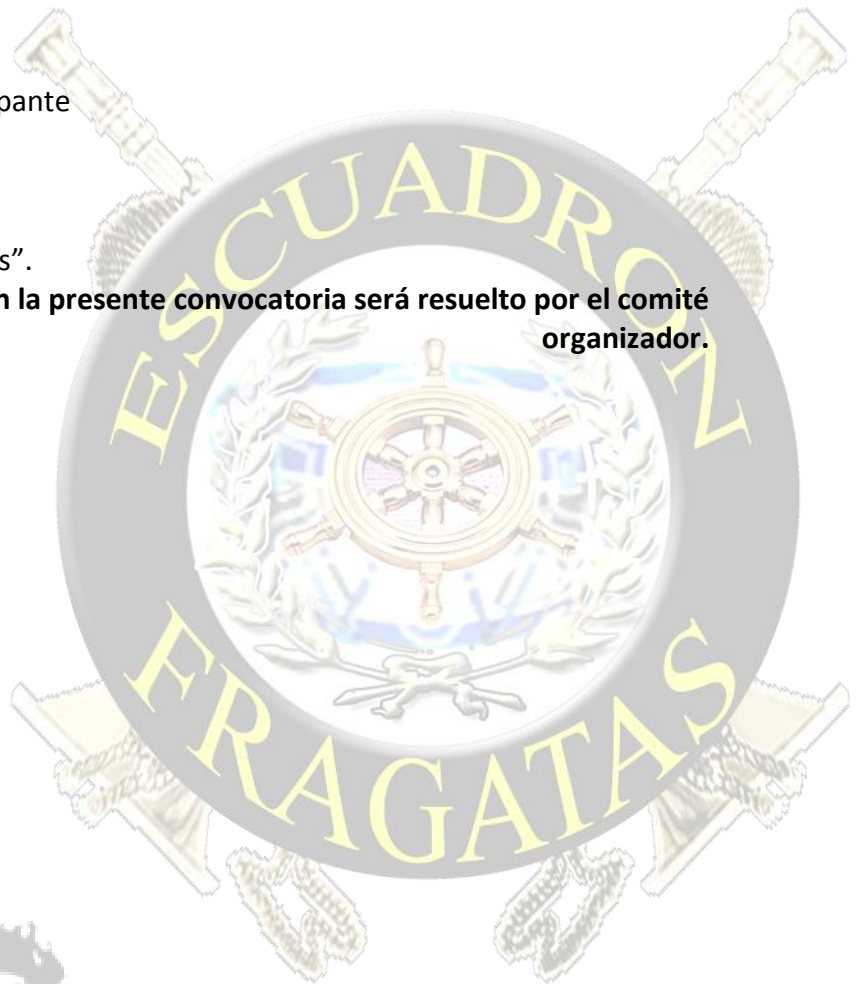 pante
s”.
n la presente convocatoria será resuelto por el comité
organizador.
ESCUADRON
FRAGATAS